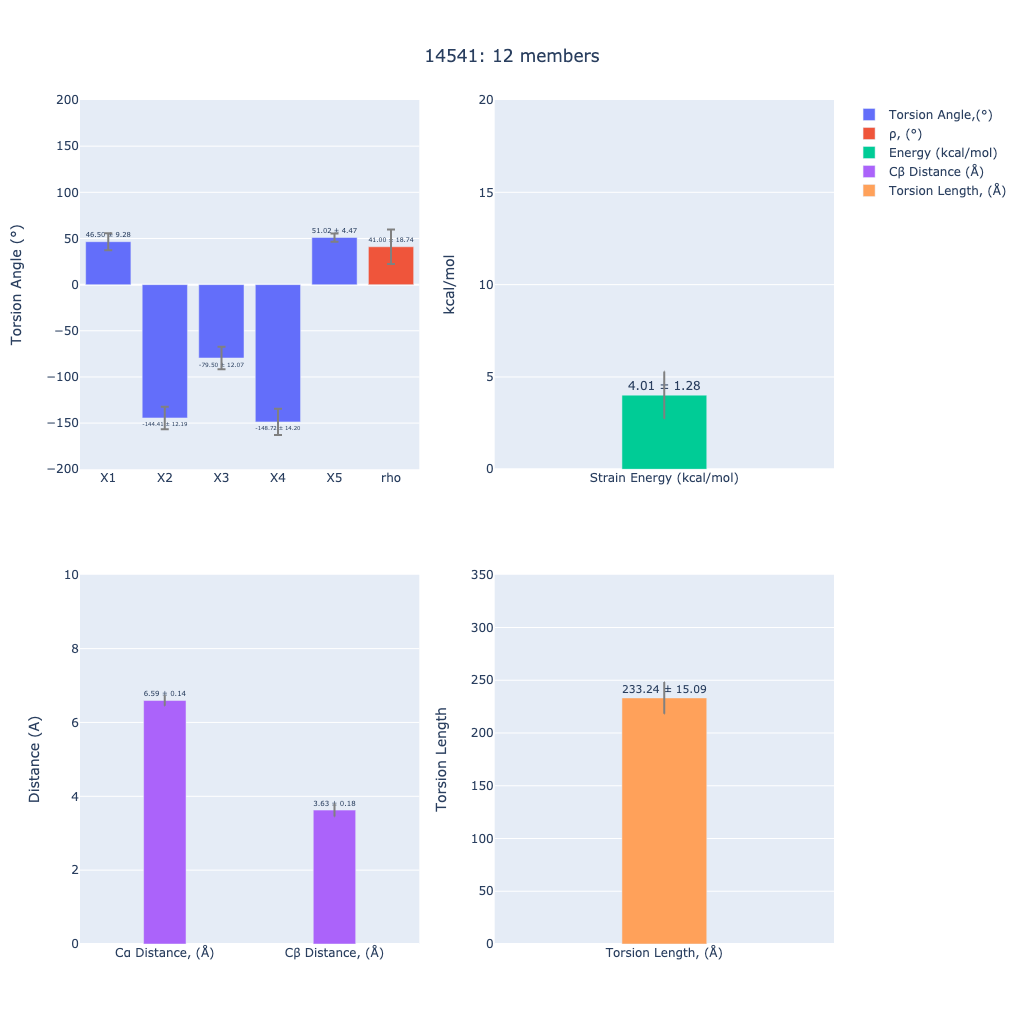 14541: 12 members
Torsion Angle (°)
200
150
100
50
0
−50
−100
−150
−200
46.50 ± 9.28
-144.41 ± 12.19
-79.50 ± 12.07
-148.72 ± 14.20
51.02 ± 4.47
41.00 ± 18.74
X1 X2 X3 X4 X5 rho
kcal/mol
20
15
10
5
0
4.01 ± 1.28
Strain Energy (kcal/mol)
Torsion Angle,(°)
ρ, (°)
Energy (kcal/mol)
Cβ Distance (Å)
Torsion Length, (Å)
Distance (A)
10
8
6
4
2
0
6.59 ± 0.14
3.63 ± 0.18
Cα Distance, (Å) Cβ Distance, (Å)
Torsion Length
350
300
250
200
150
100
50
0
233.24 ± 15.09
Torsion Length, (Å)